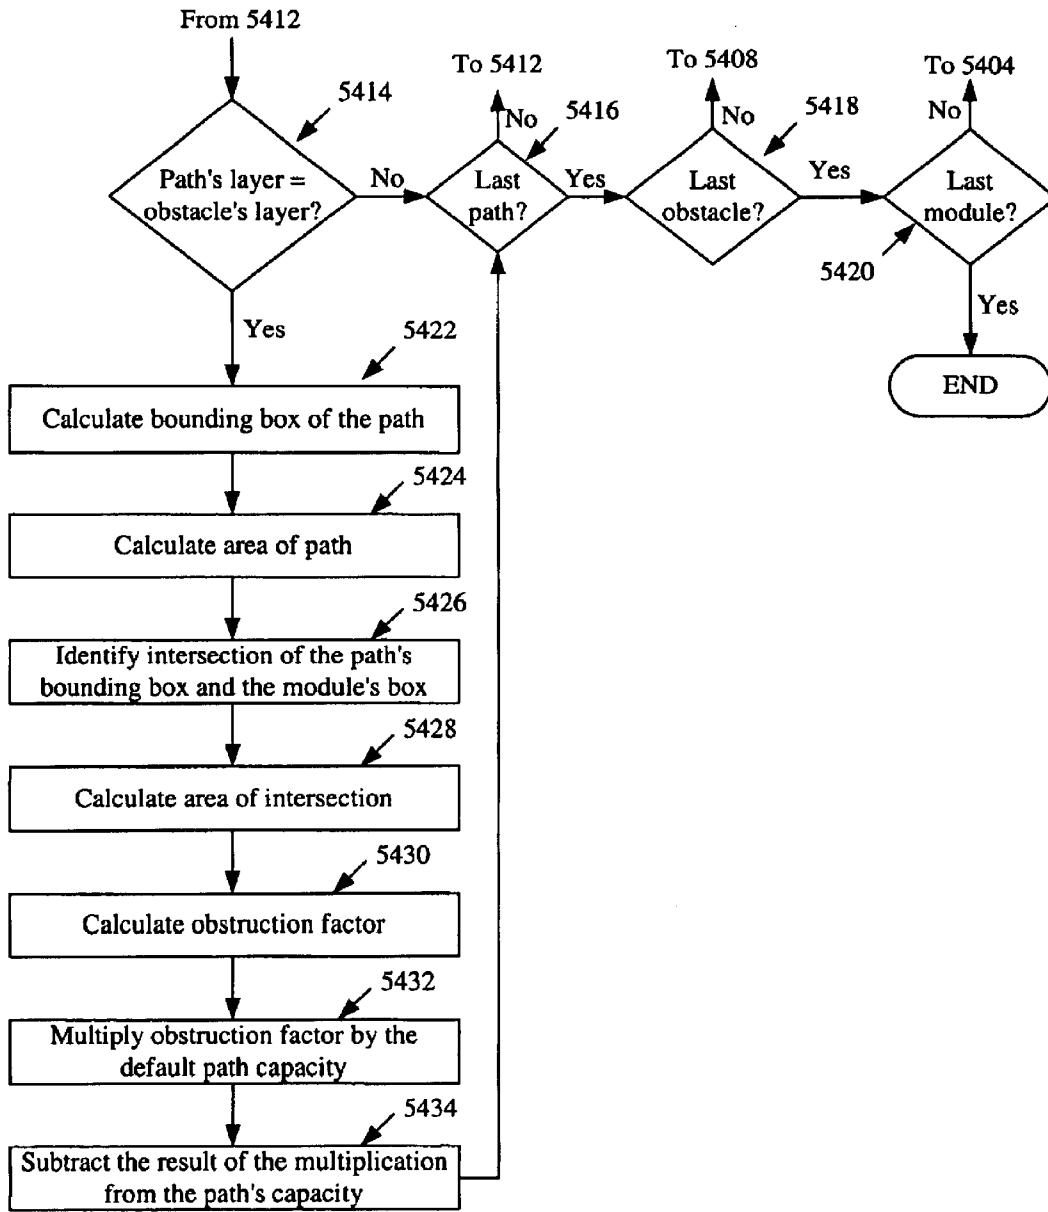 From 5412
To 5412
To 5408
To 5404
5414
No
5416
No
5418
No
Path's layer =
obstacle's layer?
No
Last
path?
Yes
Last
obstacle?
Yes
Last
module?
5420
Yes
Yes
END
5422
Calculate bounding box of the path
5424
Calculate area of path
5426
Identify intersection of the path's
bounding box and the module's box
5428
Calculate area of intersection
5430
Calculate obstruction factor
5432
Multiply obstruction factor by the
default path capacity
5434
Subtract the result of the multiplication
from the path's capacity